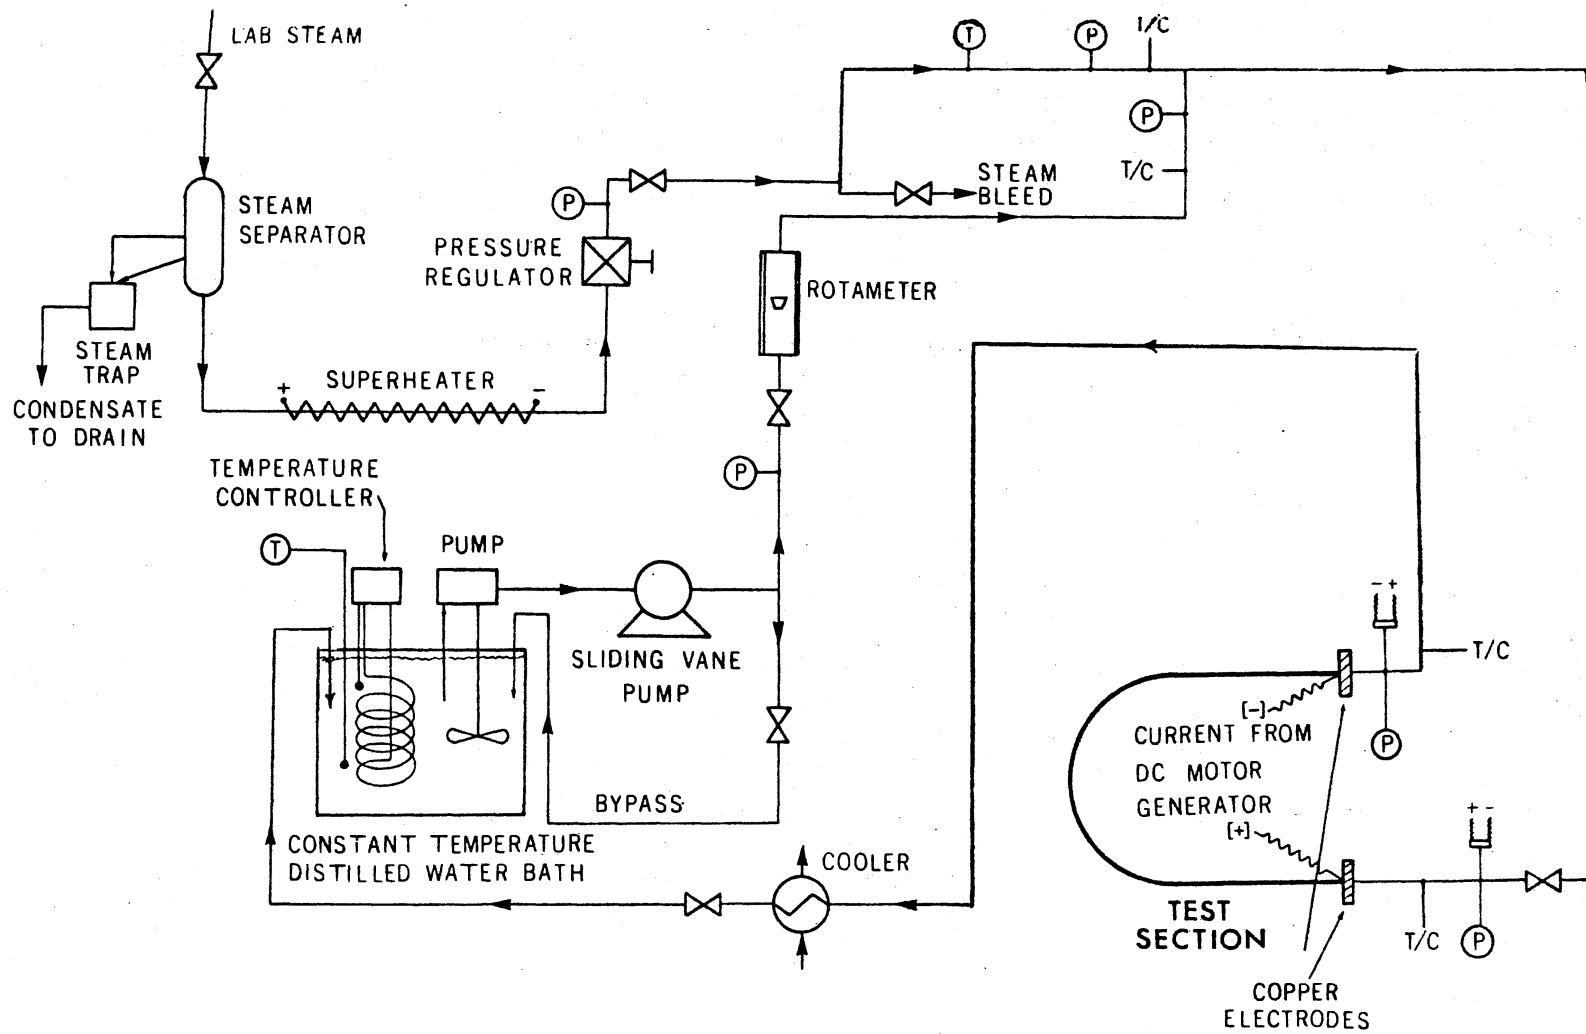 LAB STEAM
T
P
T/C
P
T/C
STEAM
BLEED
STEAM
SEPARATOR
P
PRESSURE
REGULATOR
ROTAMETER
STEAM
TRAP
CONDENSATE
TO DRAIN
+ SUPERHEATER -
TEMPERATURE
CONTROLLER
P
T
PUMP
SLIDING VANE
PUMP
- +
T/C
[-]
CURRENT FROM
DC MOTOR
GENERATOR
[+]
P
BYPASS
+ -
CONSTANT TEMPERATURE
DISTILLED WATER BATH
COOLER
TEST
SECTION
T/C
P
COPPER
ELECTRODES